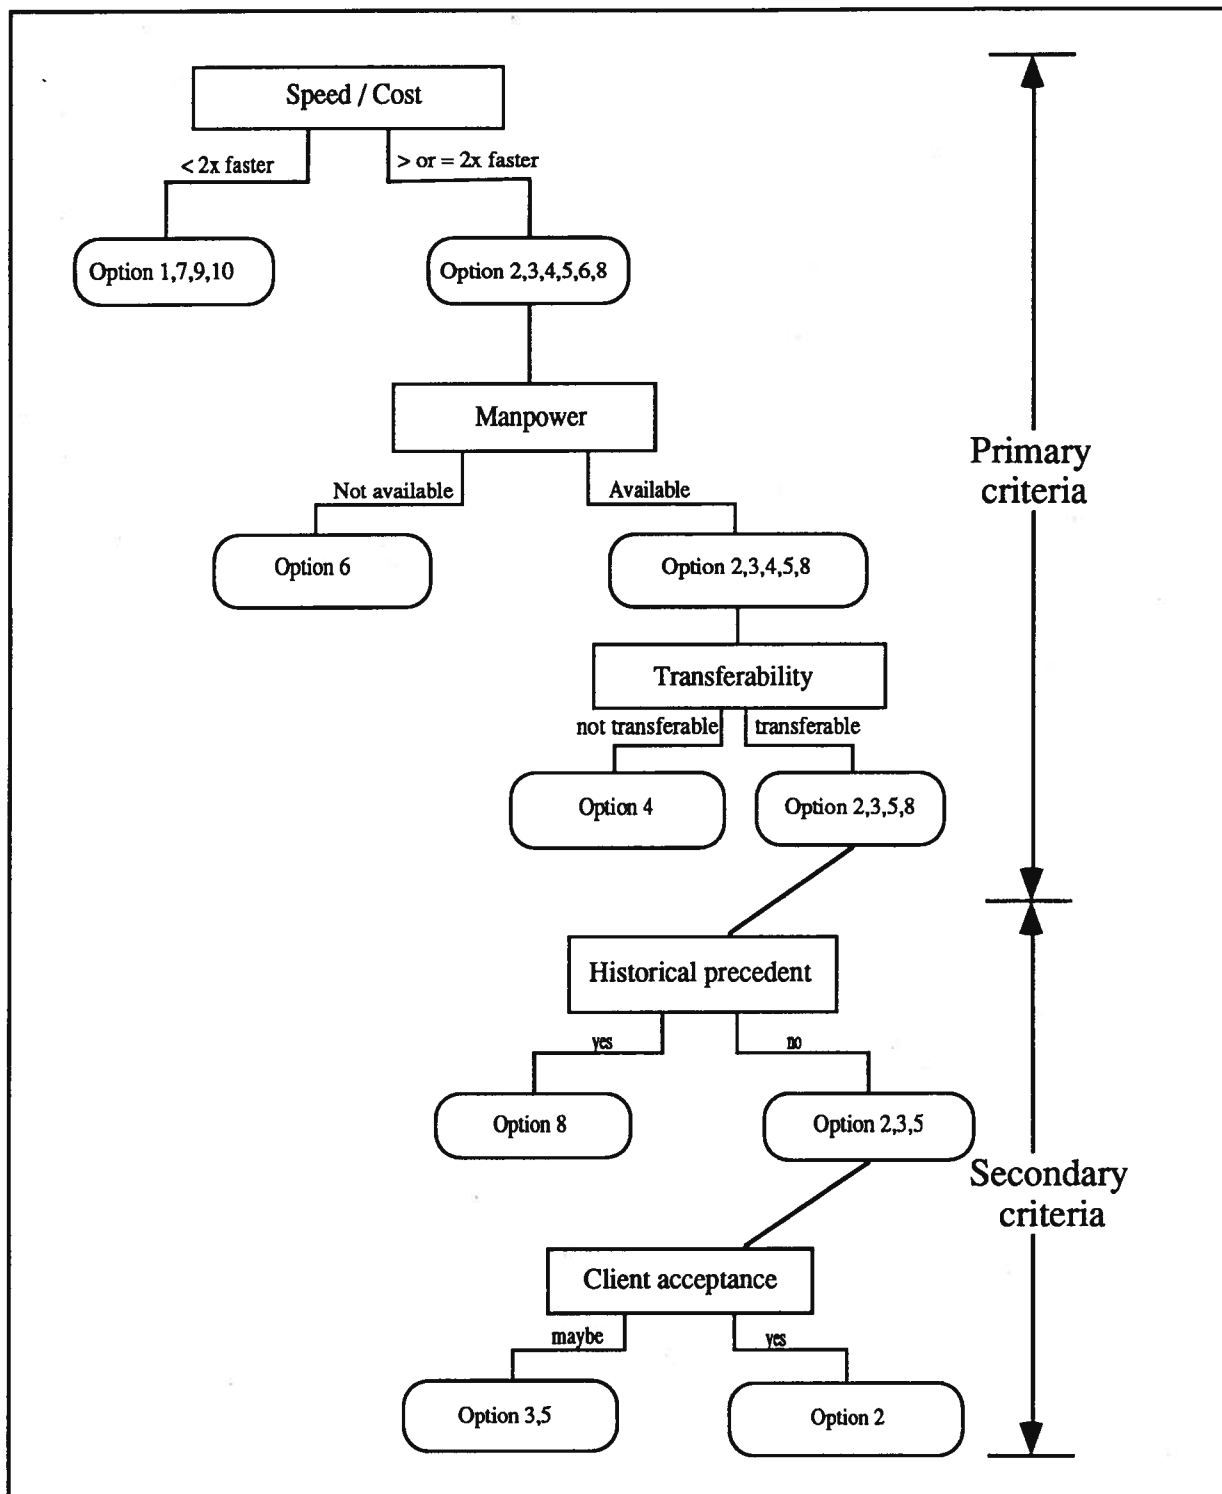 Speed / Cost
< 2x faster
> or = 2x faster
Option 1,7,9,10
Option 2,3,4,5,6,8
Manpower
Primary
criteria
Not available
Available
Option 6
Option 2,3,4,5,8
Transferability
not transferable
transferable
Option 4
Option 2,3,5,8
Historical precedent
yes
no
Option 8
Option 2,3,5
Secondary
criteria
Client acceptance
maybe
yes
Option 3,5
Option 2